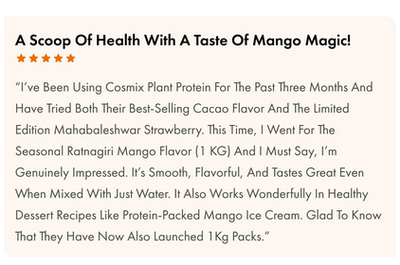 A Scoop Of Health With A Taste Of Mango Magic!
“I’ve Been Using Cosmix Plant Protein For The Past Three Months And
Have Tried Both Their Best-Selling Cacao Flavor And The Limited
Edition Mahabaleshwar Strawberry. This Time, I Went For The
Seasonal Ratnagiri Mango Flavor (1 KG) And I Must Say, I’m
Genuinely Impressed. It’s Smooth, Flavorful, And Tastes Great Even
When Mixed With Just Water. It Also Works Wonderfully In Healthy
Dessert Recipes Like Protein-Packed Mango Ice Cream. Glad To Know
That They Have Now Also Launched 1Kg Packs.”